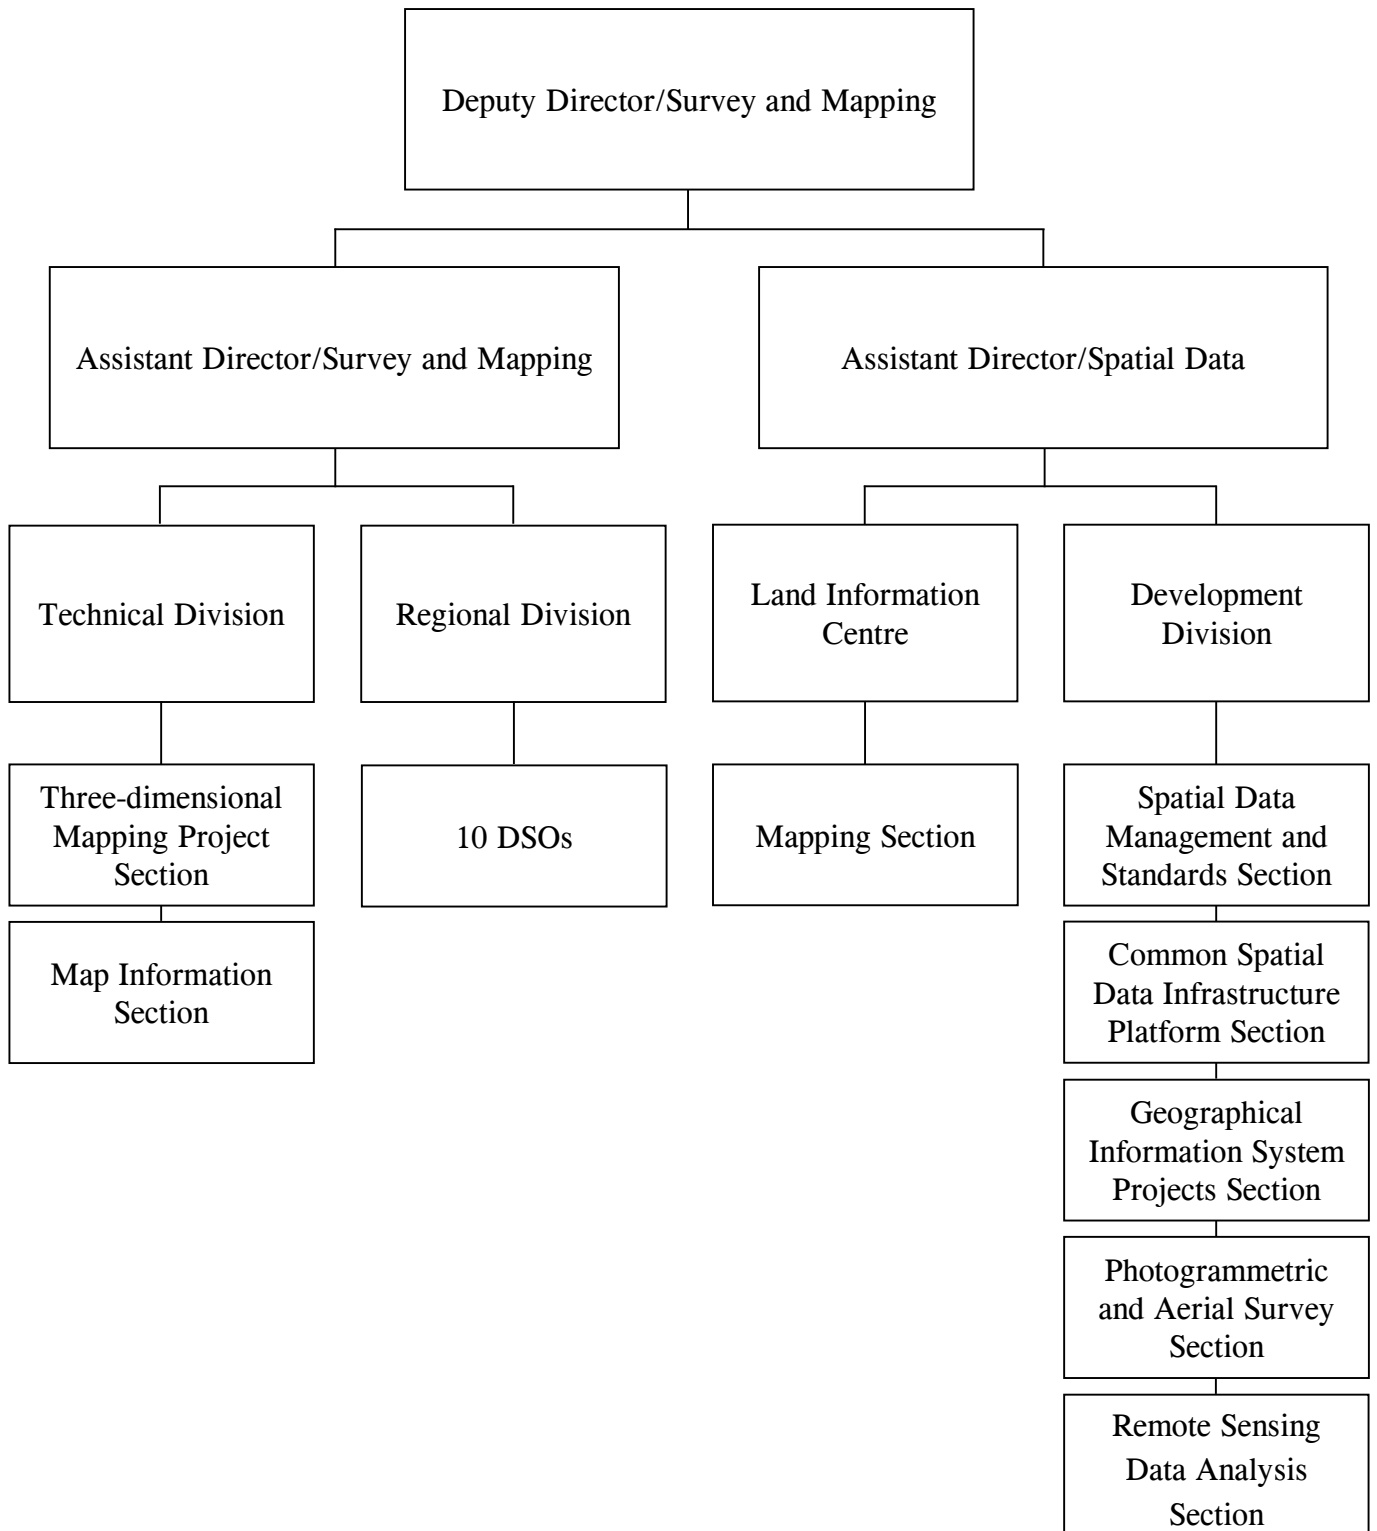 Deputy Director/Survey and Mapping
Assistant Director/Survey and Mapping
Assistant Director/Spatial Data
Technical Division
Regional Division
Land Information
Centre
Development
Division
Three-dimensional
Mapping Project
Section
10 DSOs
Mapping Section
Spatial Data
Management and
Standards Section
Map Information
Section
Common Spatial
Data Infrastructure
Platform Section
Geographical
Information System
Projects Section
Photogrammetric
and Aerial Survey
Section
Remote Sensing
Data Analysis
Section